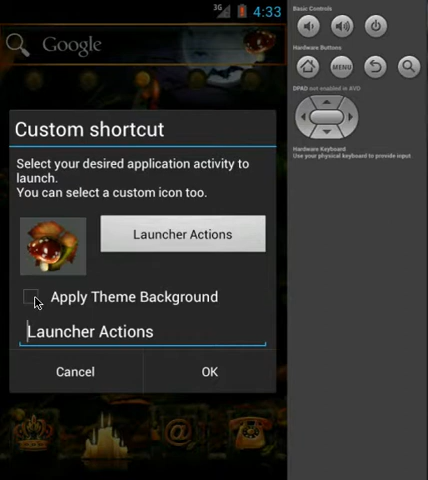 3G 4:33
Google
Custom shortcut
Select your desired application activity to
launch.
You can select a custom icon too.
Launcher Actions
Apply Theme Background
Launcher Actions
Cancel OK
Basic Controls
Hardware Buttons
MENU
DPAD not enabled in AVD
Hardware Keyboard
Use your physical keyboard to provide input